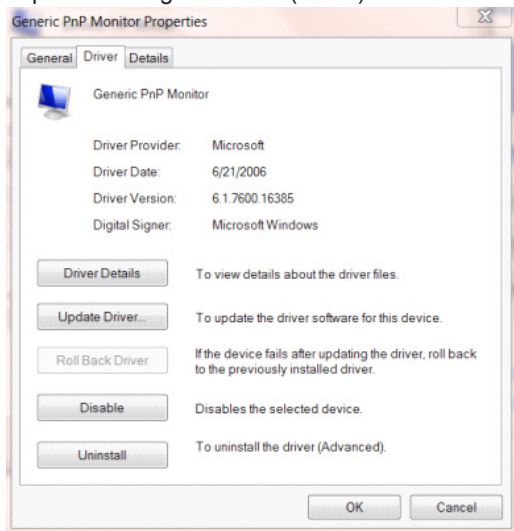 Generic PnP Monitor Properties
General Driver Details
Generic PnP Monitor
Driver Provider: Microsoft
Driver Date: 6/21/2006
Driver Version: 6.1.7600.16385
Digital Signer: Microsoft Windows
Driver Details To view details about the driver files.
Update Driver... To update the driver software for this device.
Roll Back Driver If the device fails after updating the driver, roll back
to the previously installed driver.
Disable Disables the selected device.
Uninstall To uninstall the driver (Advanced).
OK Cancel